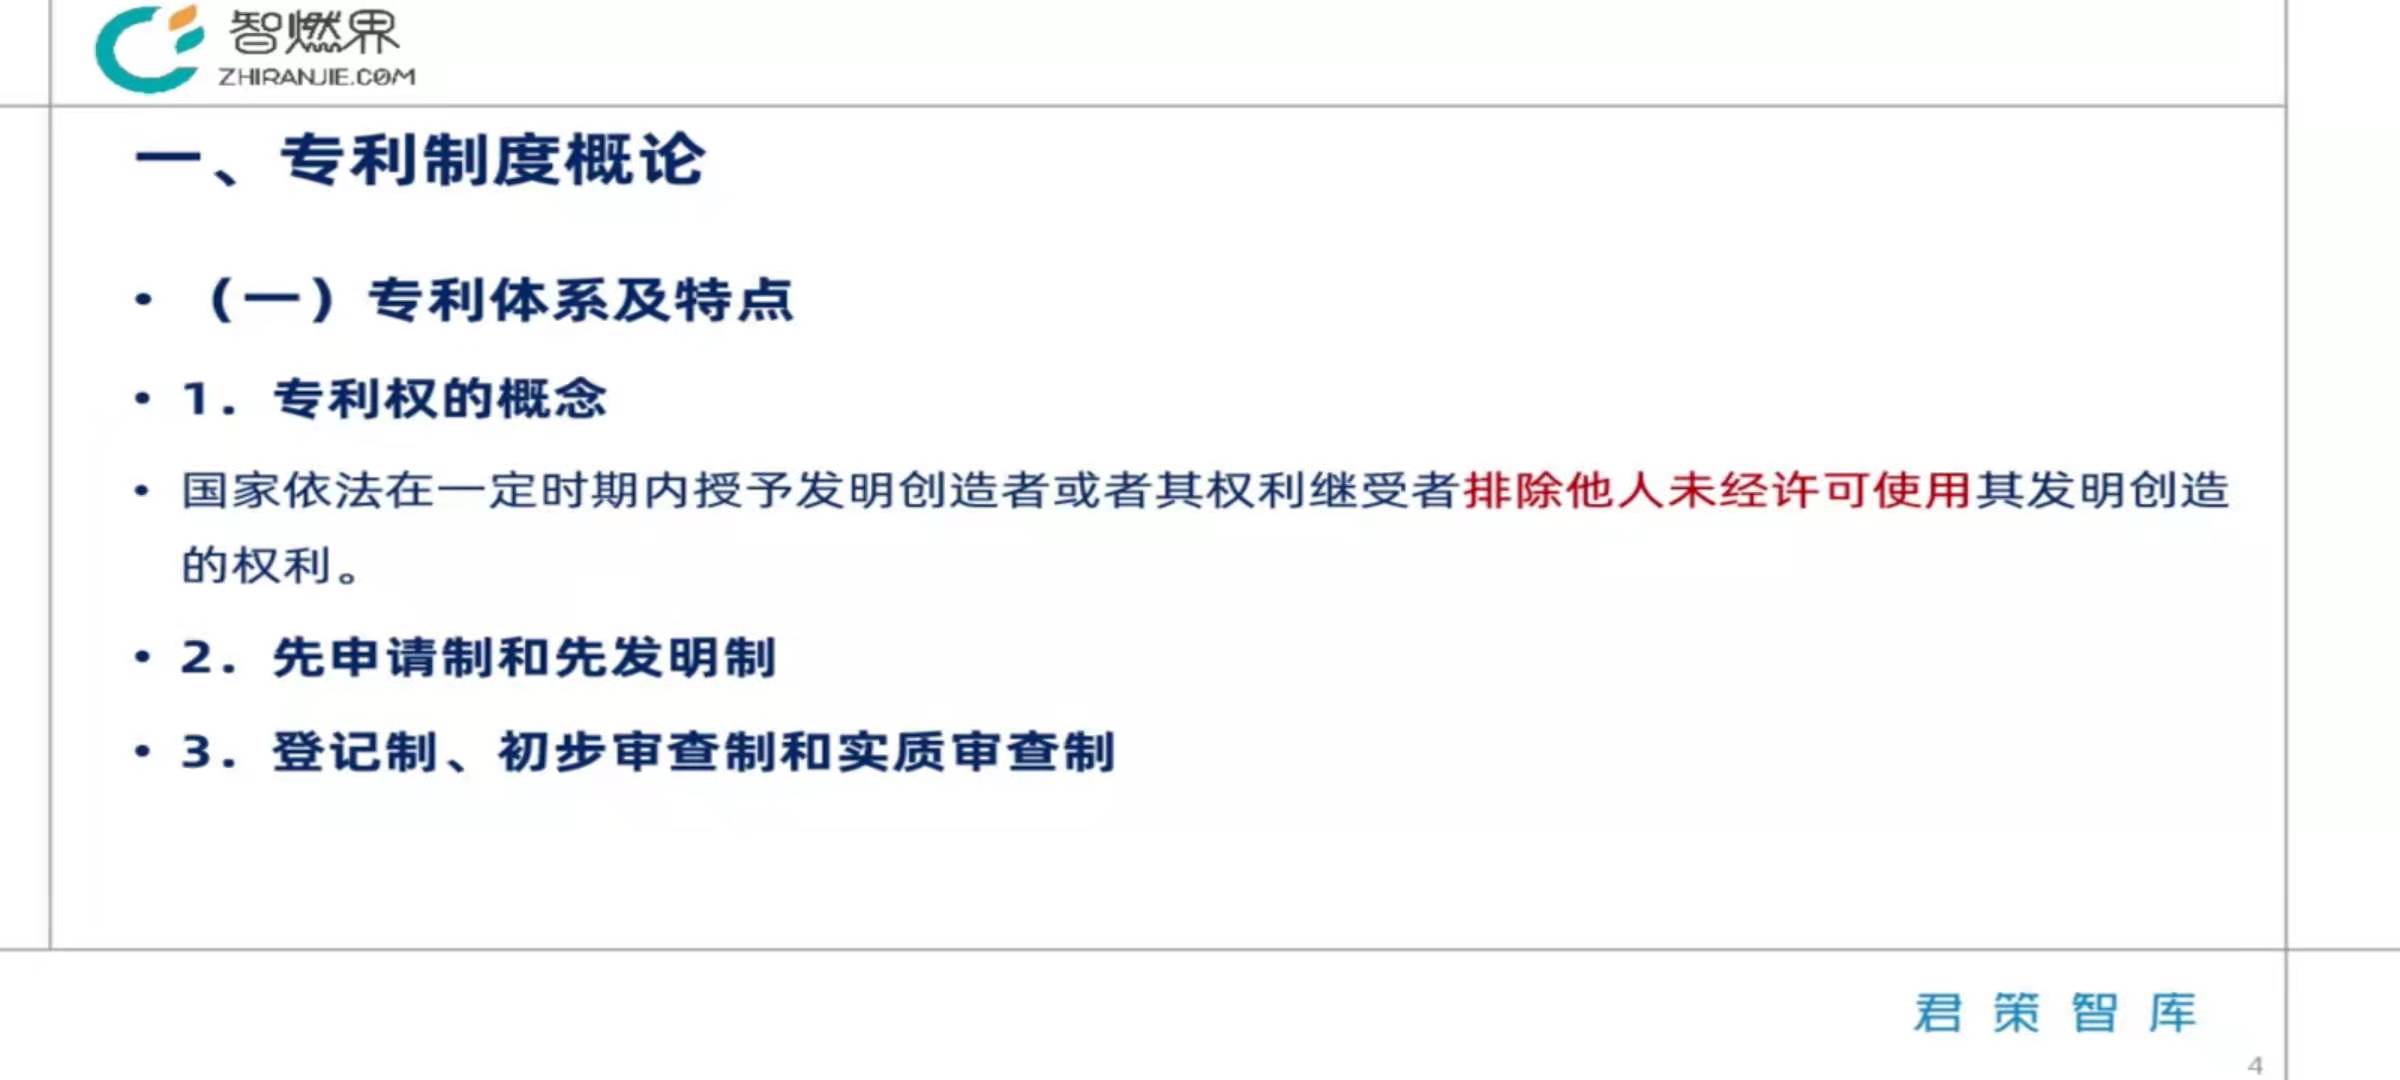 智燃界
ZHIRANJIE.COM
一、专利制度概论
• （一）专利体系及特点
• 1. 专利权的概念
• 国家依法在一定时期内授予发明创造者或者其权利继受者排除他人未经许可使用其发明创造
的权利。
• 2. 先申请制和先发明制
• 3. 登记制、初步审查制和实质审查制
君策智库
4